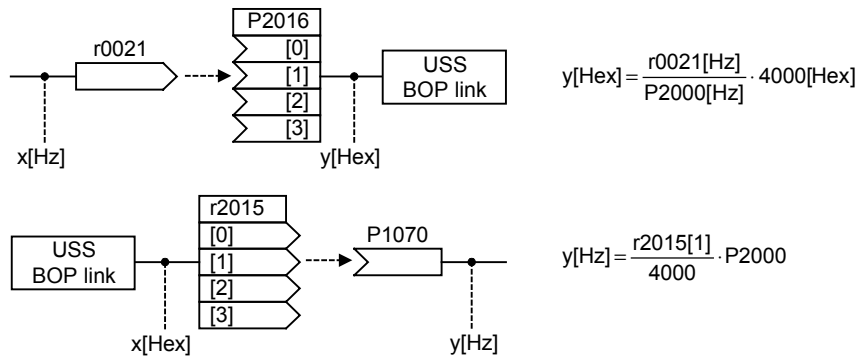 P2016
r0021
[0]
[1]
[2]
[3]
USS
BOP link
x[Hz]
y[Hex]
y[Hex] = r0021[Hz] / P2000[Hz] · 4000[Hex]
r2015
[0]
[1]
[2]
[3]
USS
BOP link
P1070
x[Hex]
y[Hz]
y[Hz] = r2015[1] / 4000 · P2000